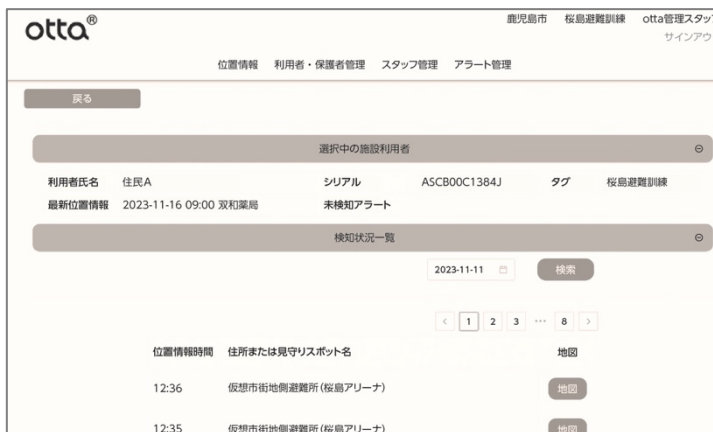 otta®
鹿児島市 桜島避難訓練 otta管理スタッフ
サインアウ
位置情報 利用者・保護者管理 スタッフ管理 アラート管理
戻る
選択中の施設利用者
利用者氏名 住民A シリアル ASCB00C1384J タグ 桜島避難訓練
最新位置情報 2023-11-16 09:00 双和薬局 未検知アラート
検知状況一覧
2023-11-11 検索
< 1 2 3 ••• 8 >
位置情報時間 住所または見守りスポット名 地図
12:36 仮想市街地側避難所(桜島アリーナ) 地図
12:35 仮想市街地側避難所(桜島アリーナ) 地図